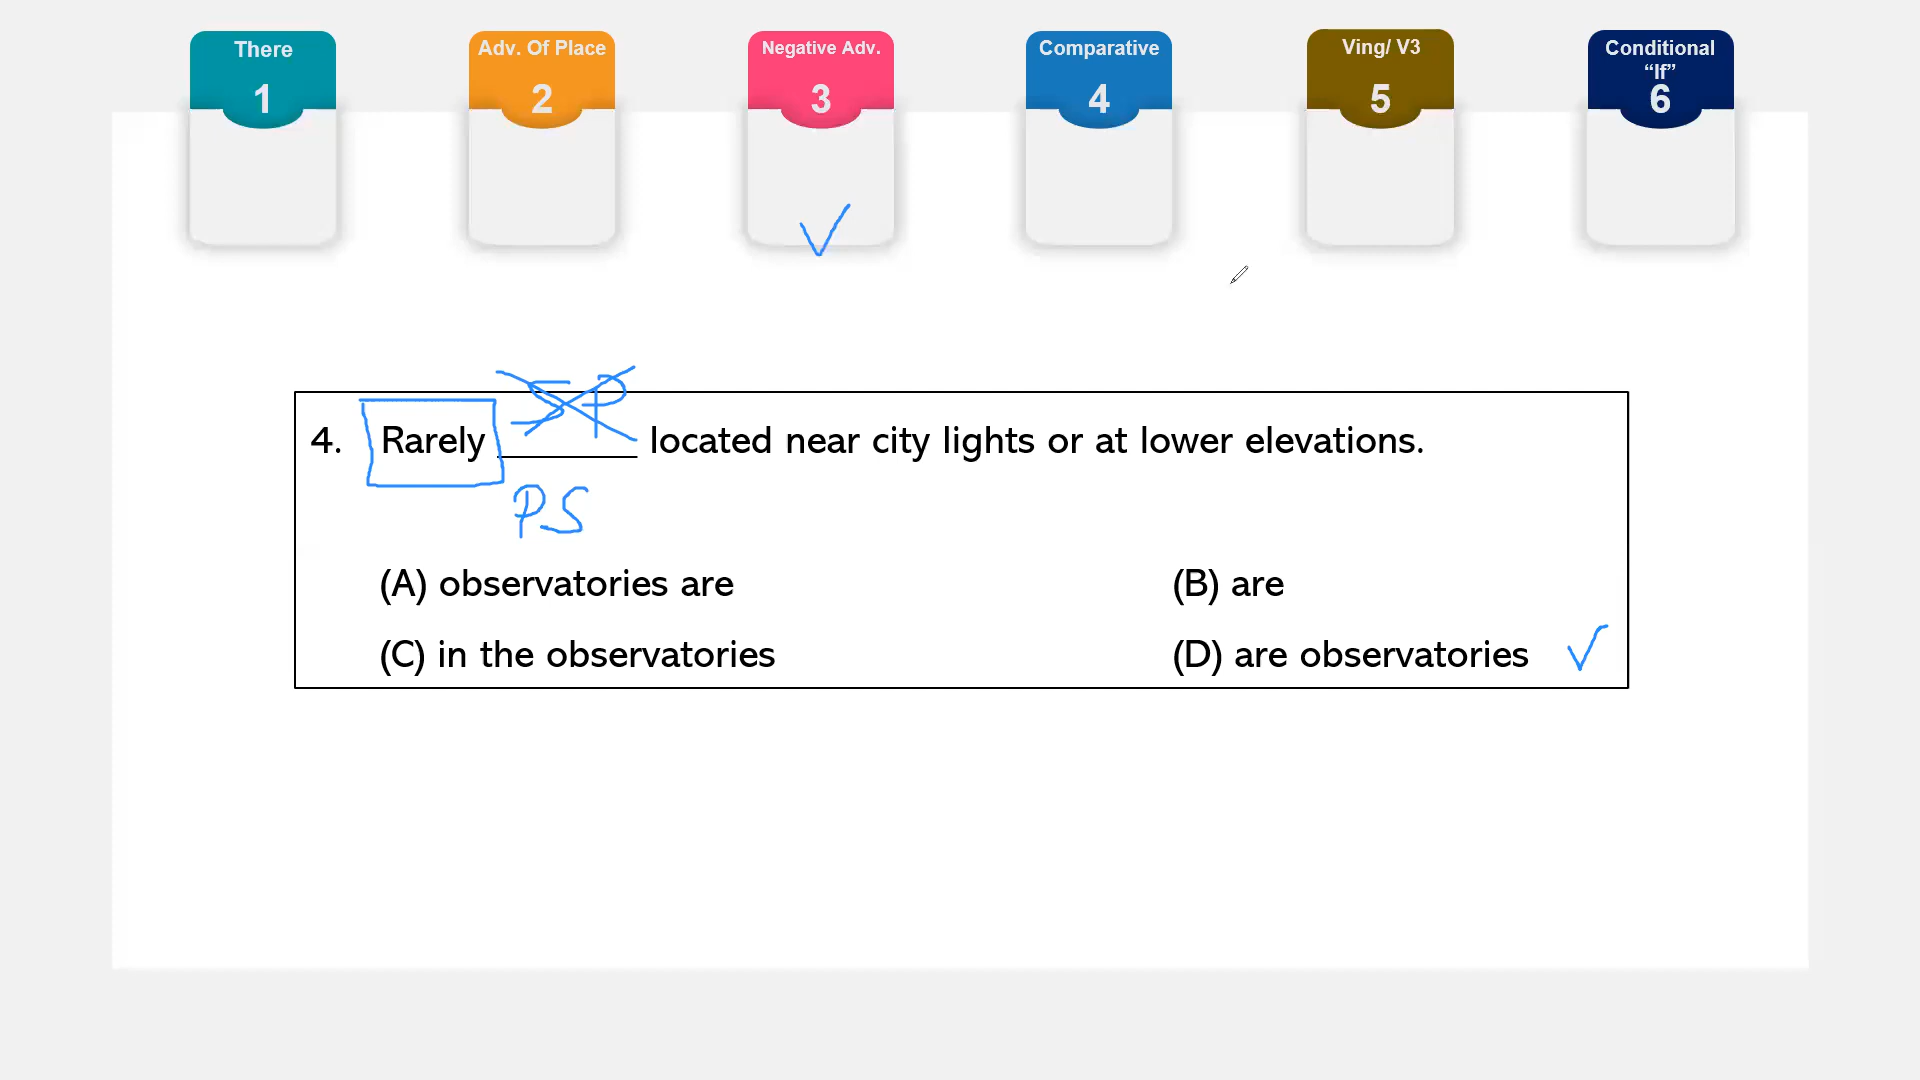 There
1
Adv. Of Place
2
Negative Adv.
3
Comparative
4
Ving/ V3
5
Conditional
“If”
6
SP
4. Rarely ______ located near city lights or at lower elevations.
PS
(A) observatories are
(B) are
(C) in the observatories
(D) are observatories